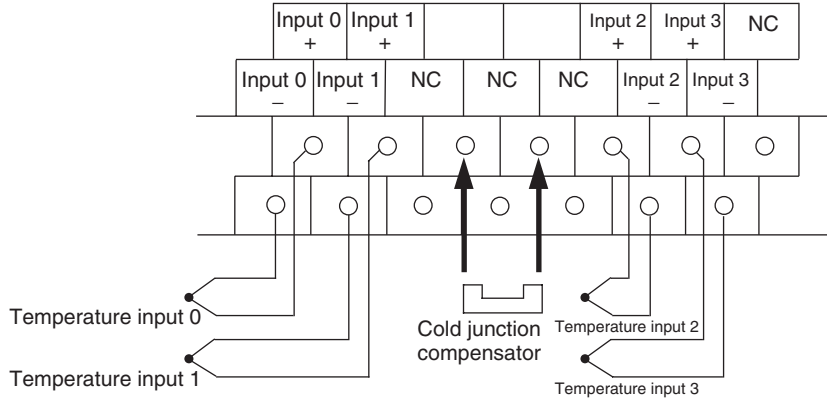 Input 0 Input 1 Input 2 Input 3 NC
+ + + +
Input 0 Input 1 NC NC NC Input 2 Input 3
– – – –
Temperature input 0
Cold junction
compensator
Temperature input 2
Temperature input 1
Temperature input 3